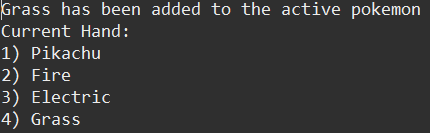 Grass has been added to the active pokemon
Current Hand:
1) Pikachu
2) Fire
3) Electric
4) Grass